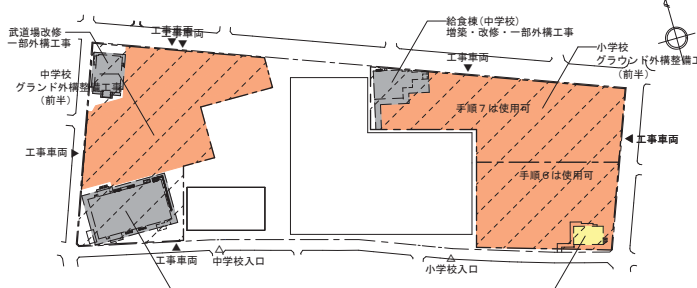 武道場改修
一部外構工事
工事車両
工事車両
給食棟(中学校)
増築・改修・一部外構工事
工事車両
小学校
グラウンド外構整備工
(前半)
中学校
グランド外構整備工事
(前半)
手順7は使用可
工事車両
工事車両
手順6は使用可
工事車両
中学校入口
小学校入口